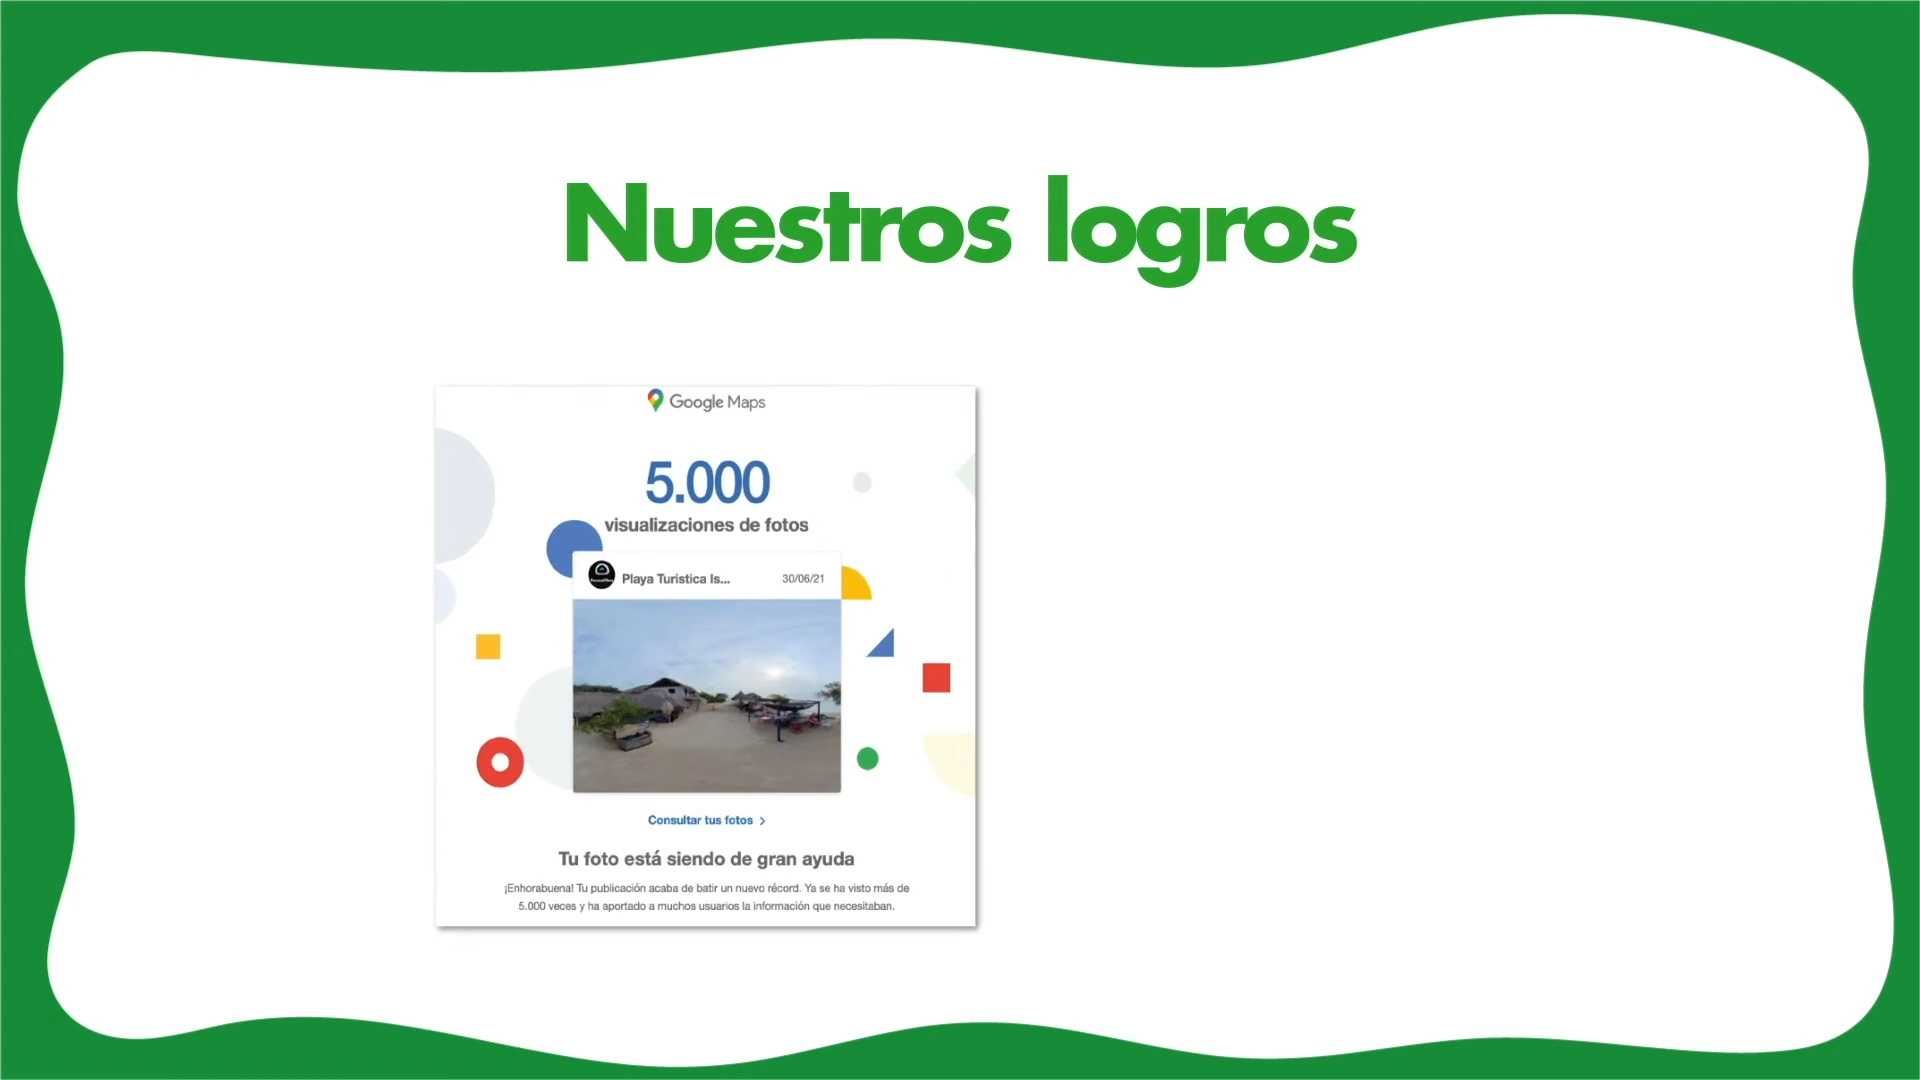 Nuestros logros
Google Maps
5.000
visualizaciones de fotos
Playa Turistica Is... 30/06/21
Consultar tus fotos >
Tu foto está siendo de gran ayuda
¡Enhorabuena! Tu publicación acaba de batir un nuevo récord. Ya se ha visto más de
5.000 veces y ha aportado a muchos usuarios la información que necesitaban.